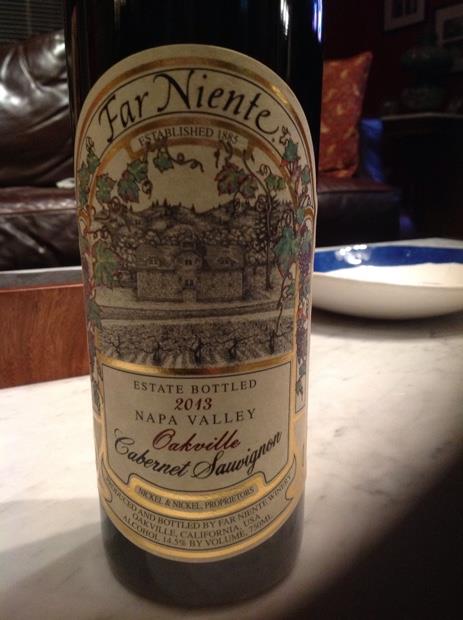 Far Niente.
ESTABLISHED 1885
ESTATE BOTTLED
2013
NAPA VALLEY
Oakville
Cabernet Sauvignon
NICKEL & NICKEL, PROPRIETORS
PRODUCED AND BOTTLED BY FAR NIENTE WINERY
OAKVILLE, CALIFORNIA, USA
ALCOHOL 14.5% BY VOLUME, 750ML